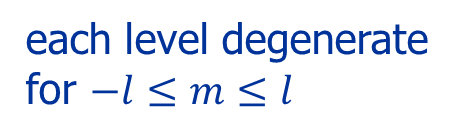 each level degenerate
for −l ≤ m ≤ l